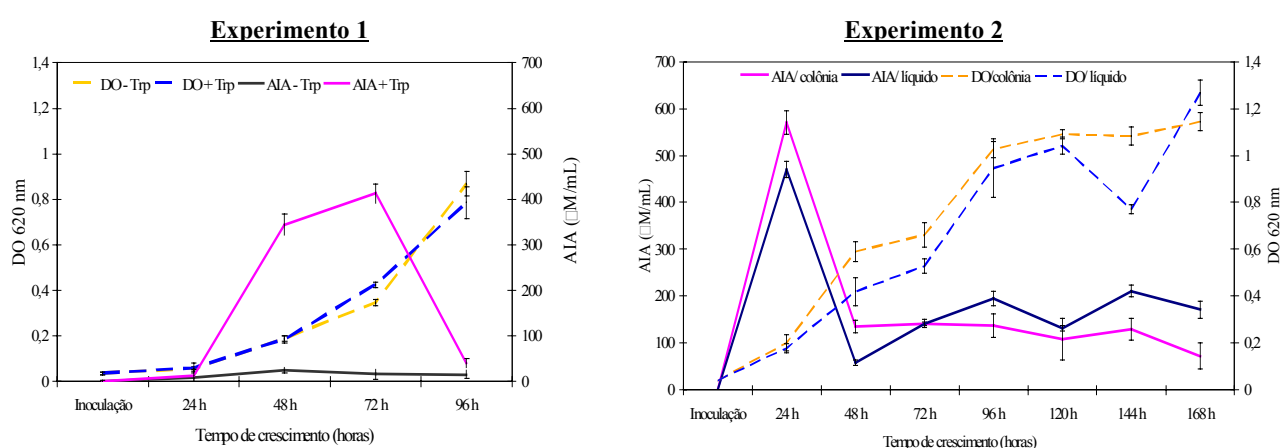 Experimento 1
DO - Trp DO + Trp AIA - Trp AIA + Trp
DO 620 nm
1,4
1,2
1
0,8
0,6
0,4
0,2
0
700
600
500
400
300
200
100
0
AIA (□M/mL)
Inoculação 24 h 48 h 72 h 96 h
Tempo de crescimento (horas)
Experimento 2
AIA/ colônia AIA/ líquido DO/colônia DO/ líquido
AIA (□M/mL)
700
600
500
400
300
200
100
0
1,4
1,2
1
0,8
0,6
0,4
0,2
0
DO 620 nm
Inoculação 24 h 48 h 72 h 96 h 120 h 144 h 168 h
Tempo de crescimento (horas)